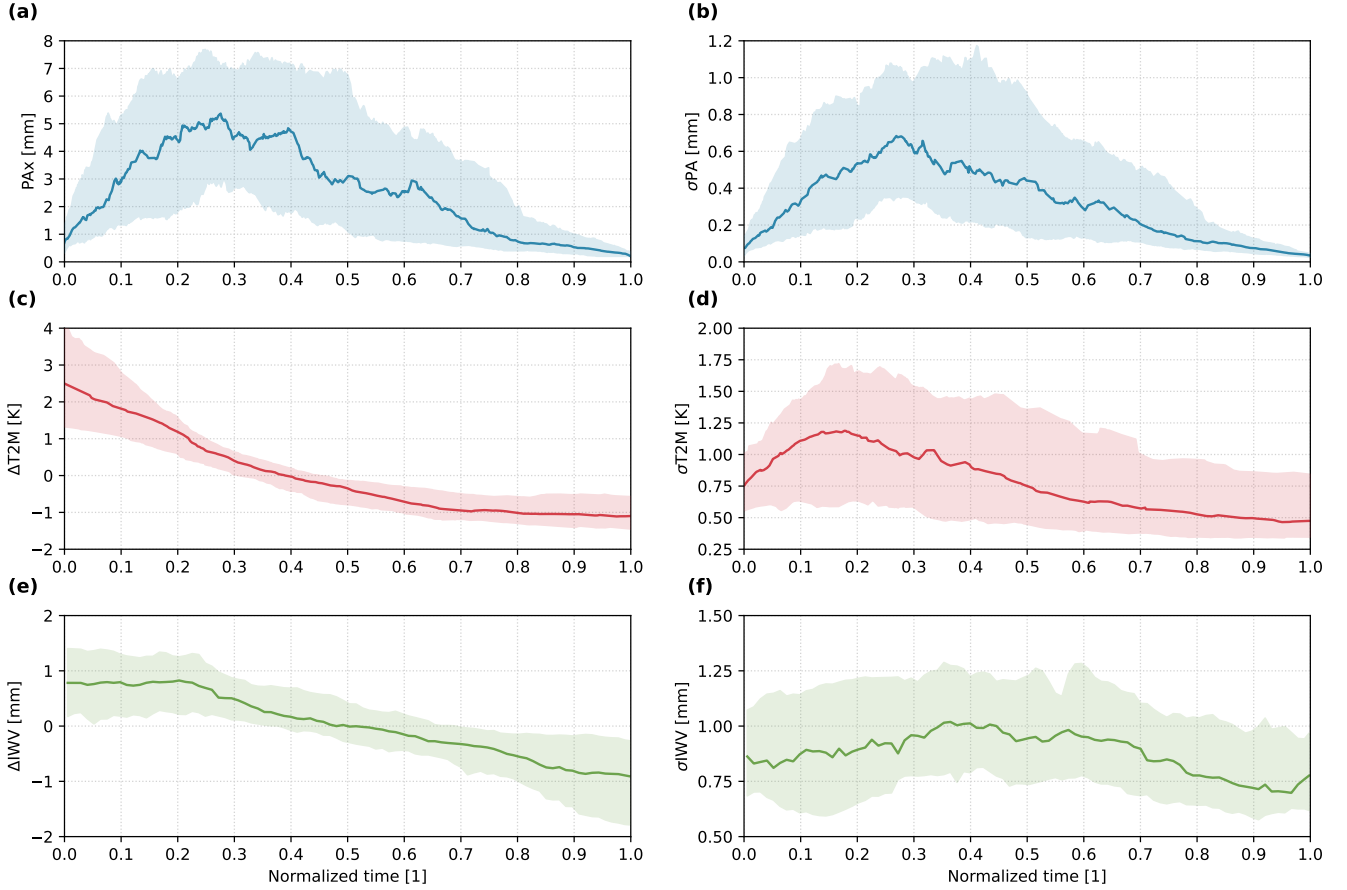 (a)
(b)
8
7
6
5
4
3
2
1
0
PAx [mm]
0.0 0.1 0.2 0.3 0.4 0.5 0.6 0.7 0.8 0.9 1.0
1.2
1.0
0.8
0.6
0.4
0.2
0.0
σPA [mm]
0.0 0.1 0.2 0.3 0.4 0.5 0.6 0.7 0.8 0.9 1.0
(c)
(d)
4
3
2
1
0
−1
−2
ΔT2M [K]
0.0 0.1 0.2 0.3 0.4 0.5 0.6 0.7 0.8 0.9 1.0
2.00
1.75
1.50
1.25
1.00
0.75
0.50
0.25
σT2M [K]
0.0 0.1 0.2 0.3 0.4 0.5 0.6 0.7 0.8 0.9 1.0
(e)
(f)
2
1
0
−1
−2
ΔIWV [mm]
0.0 0.1 0.2 0.3 0.4 0.5 0.6 0.7 0.8 0.9 1.0
Normalized time [1]
1.50
1.25
1.00
0.75
0.50
σIWV [mm]
0.0 0.1 0.2 0.3 0.4 0.5 0.6 0.7 0.8 0.9 1.0
Normalized time [1]